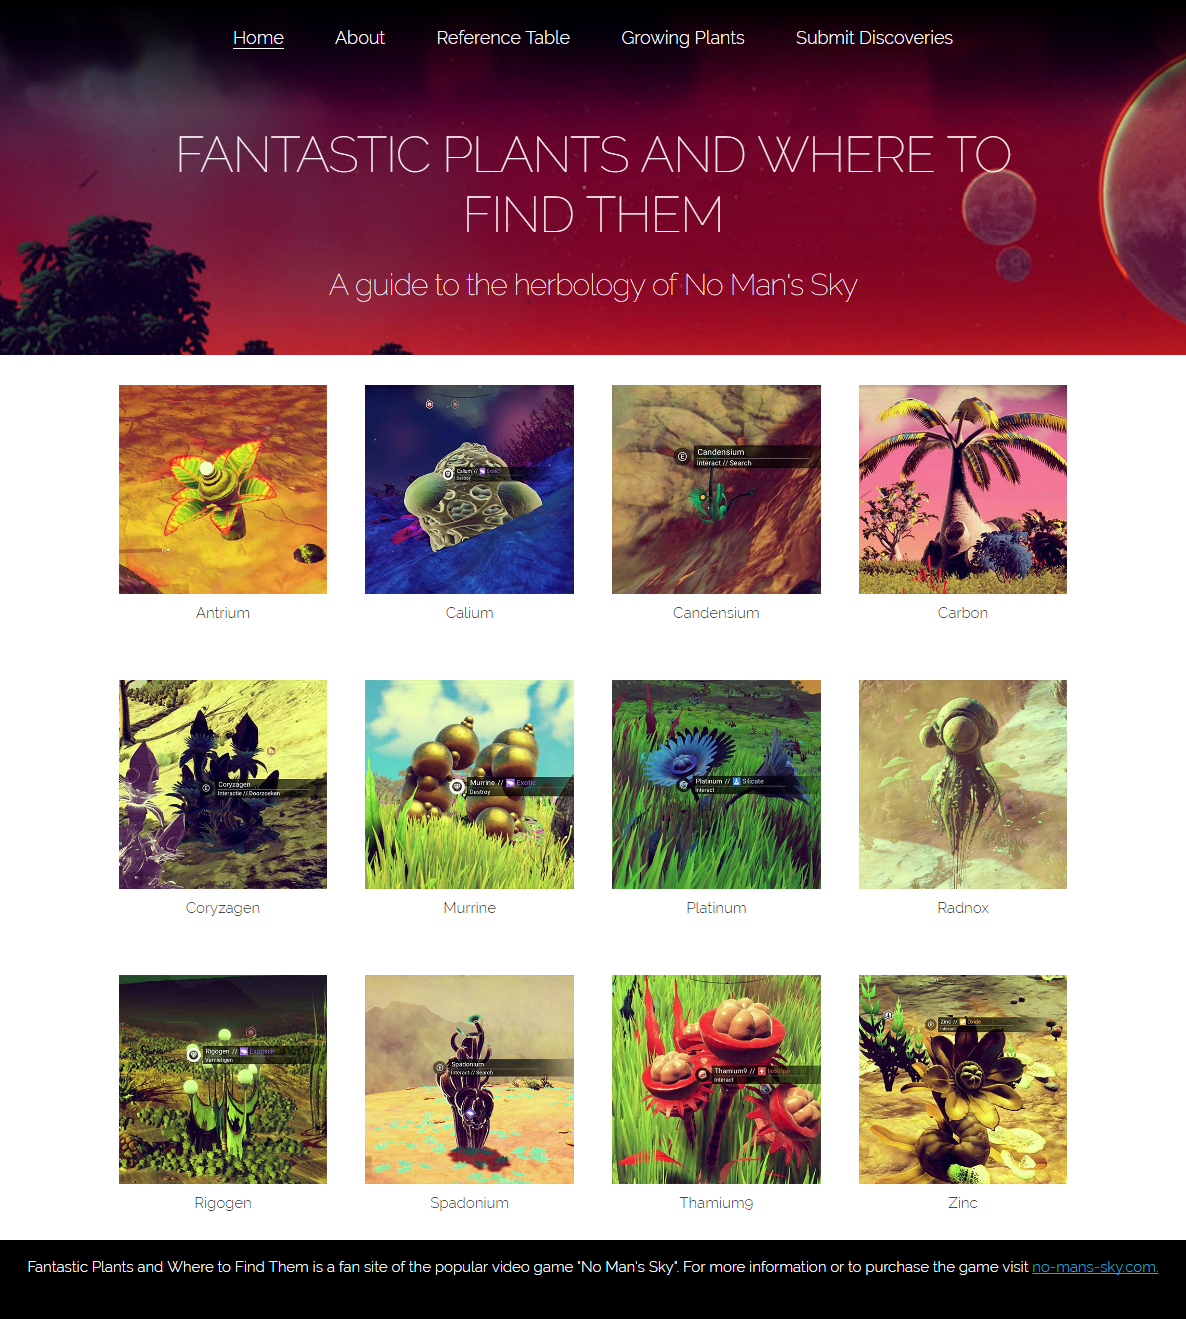 Home About Reference Table Growing Plants Submit Discoveries
FANTASTIC PLANTS AND WHERE TO
FIND THEM
A guide to the herbology of No Man's Sky
Calium // Exotic
Destroy
Candensium
E Interact // Search
Antrium Calium Candensium Carbon
Coryzagen
E Interactie // Doorzoeken
Murrine // Exotic
Destroy
Platinum // Silicate
Interact
Coryzagen Murrine Platinum Radnox
Rigogen // Exotisch
Vernietigen
Spadonium
E Interact // Search
Thamium9 // Isotope
Interact
Zinc // Oxide
Interact
Rigogen Spadonium Thamium9 Zinc
Fantastic Plants and Where to Find Them is a fan site of the popular video game "No Man's Sky". For more information or to purchase the game visit no-mans-sky.com.